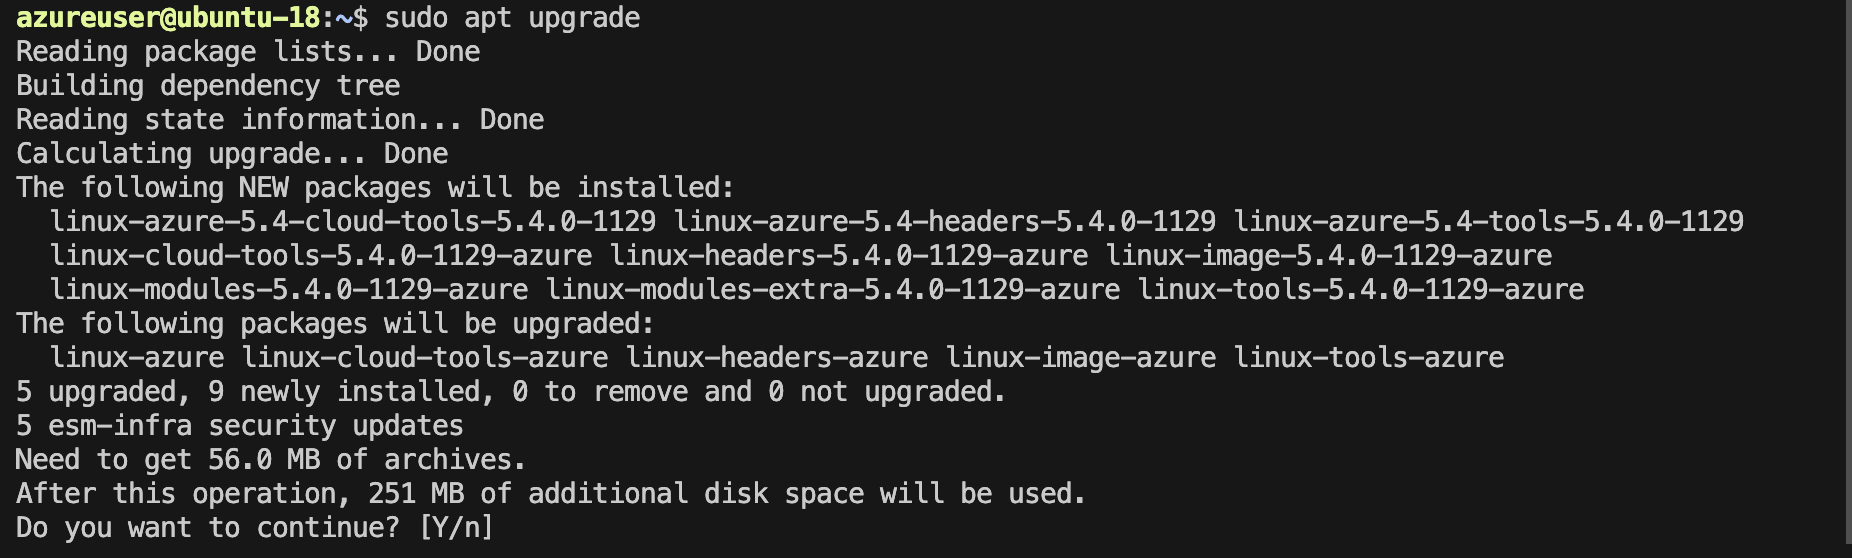 azureuser@ubuntu-18:~$ sudo apt upgrade
Reading package lists... Done
Building dependency tree
Reading state information... Done
Calculating upgrade... Done
The following NEW packages will be installed:
  linux-azure-5.4-cloud-tools-5.4.0-1129 linux-azure-5.4-headers-5.4.0-1129 linux-azure-5.4-tools-5.4.0-1129
  linux-cloud-tools-5.4.0-1129-azure linux-headers-5.4.0-1129-azure linux-image-5.4.0-1129-azure
  linux-modules-5.4.0-1129-azure linux-modules-extra-5.4.0-1129-azure linux-tools-5.4.0-1129-azure
The following packages will be upgraded:
  linux-azure linux-cloud-tools-azure linux-headers-azure linux-image-azure linux-tools-azure
5 upgraded, 9 newly installed, 0 to remove and 0 not upgraded.
5 esm-infra security updates
Need to get 56.0 MB of archives.
After this operation, 251 MB of additional disk space will be used.
Do you want to continue? [Y/n]